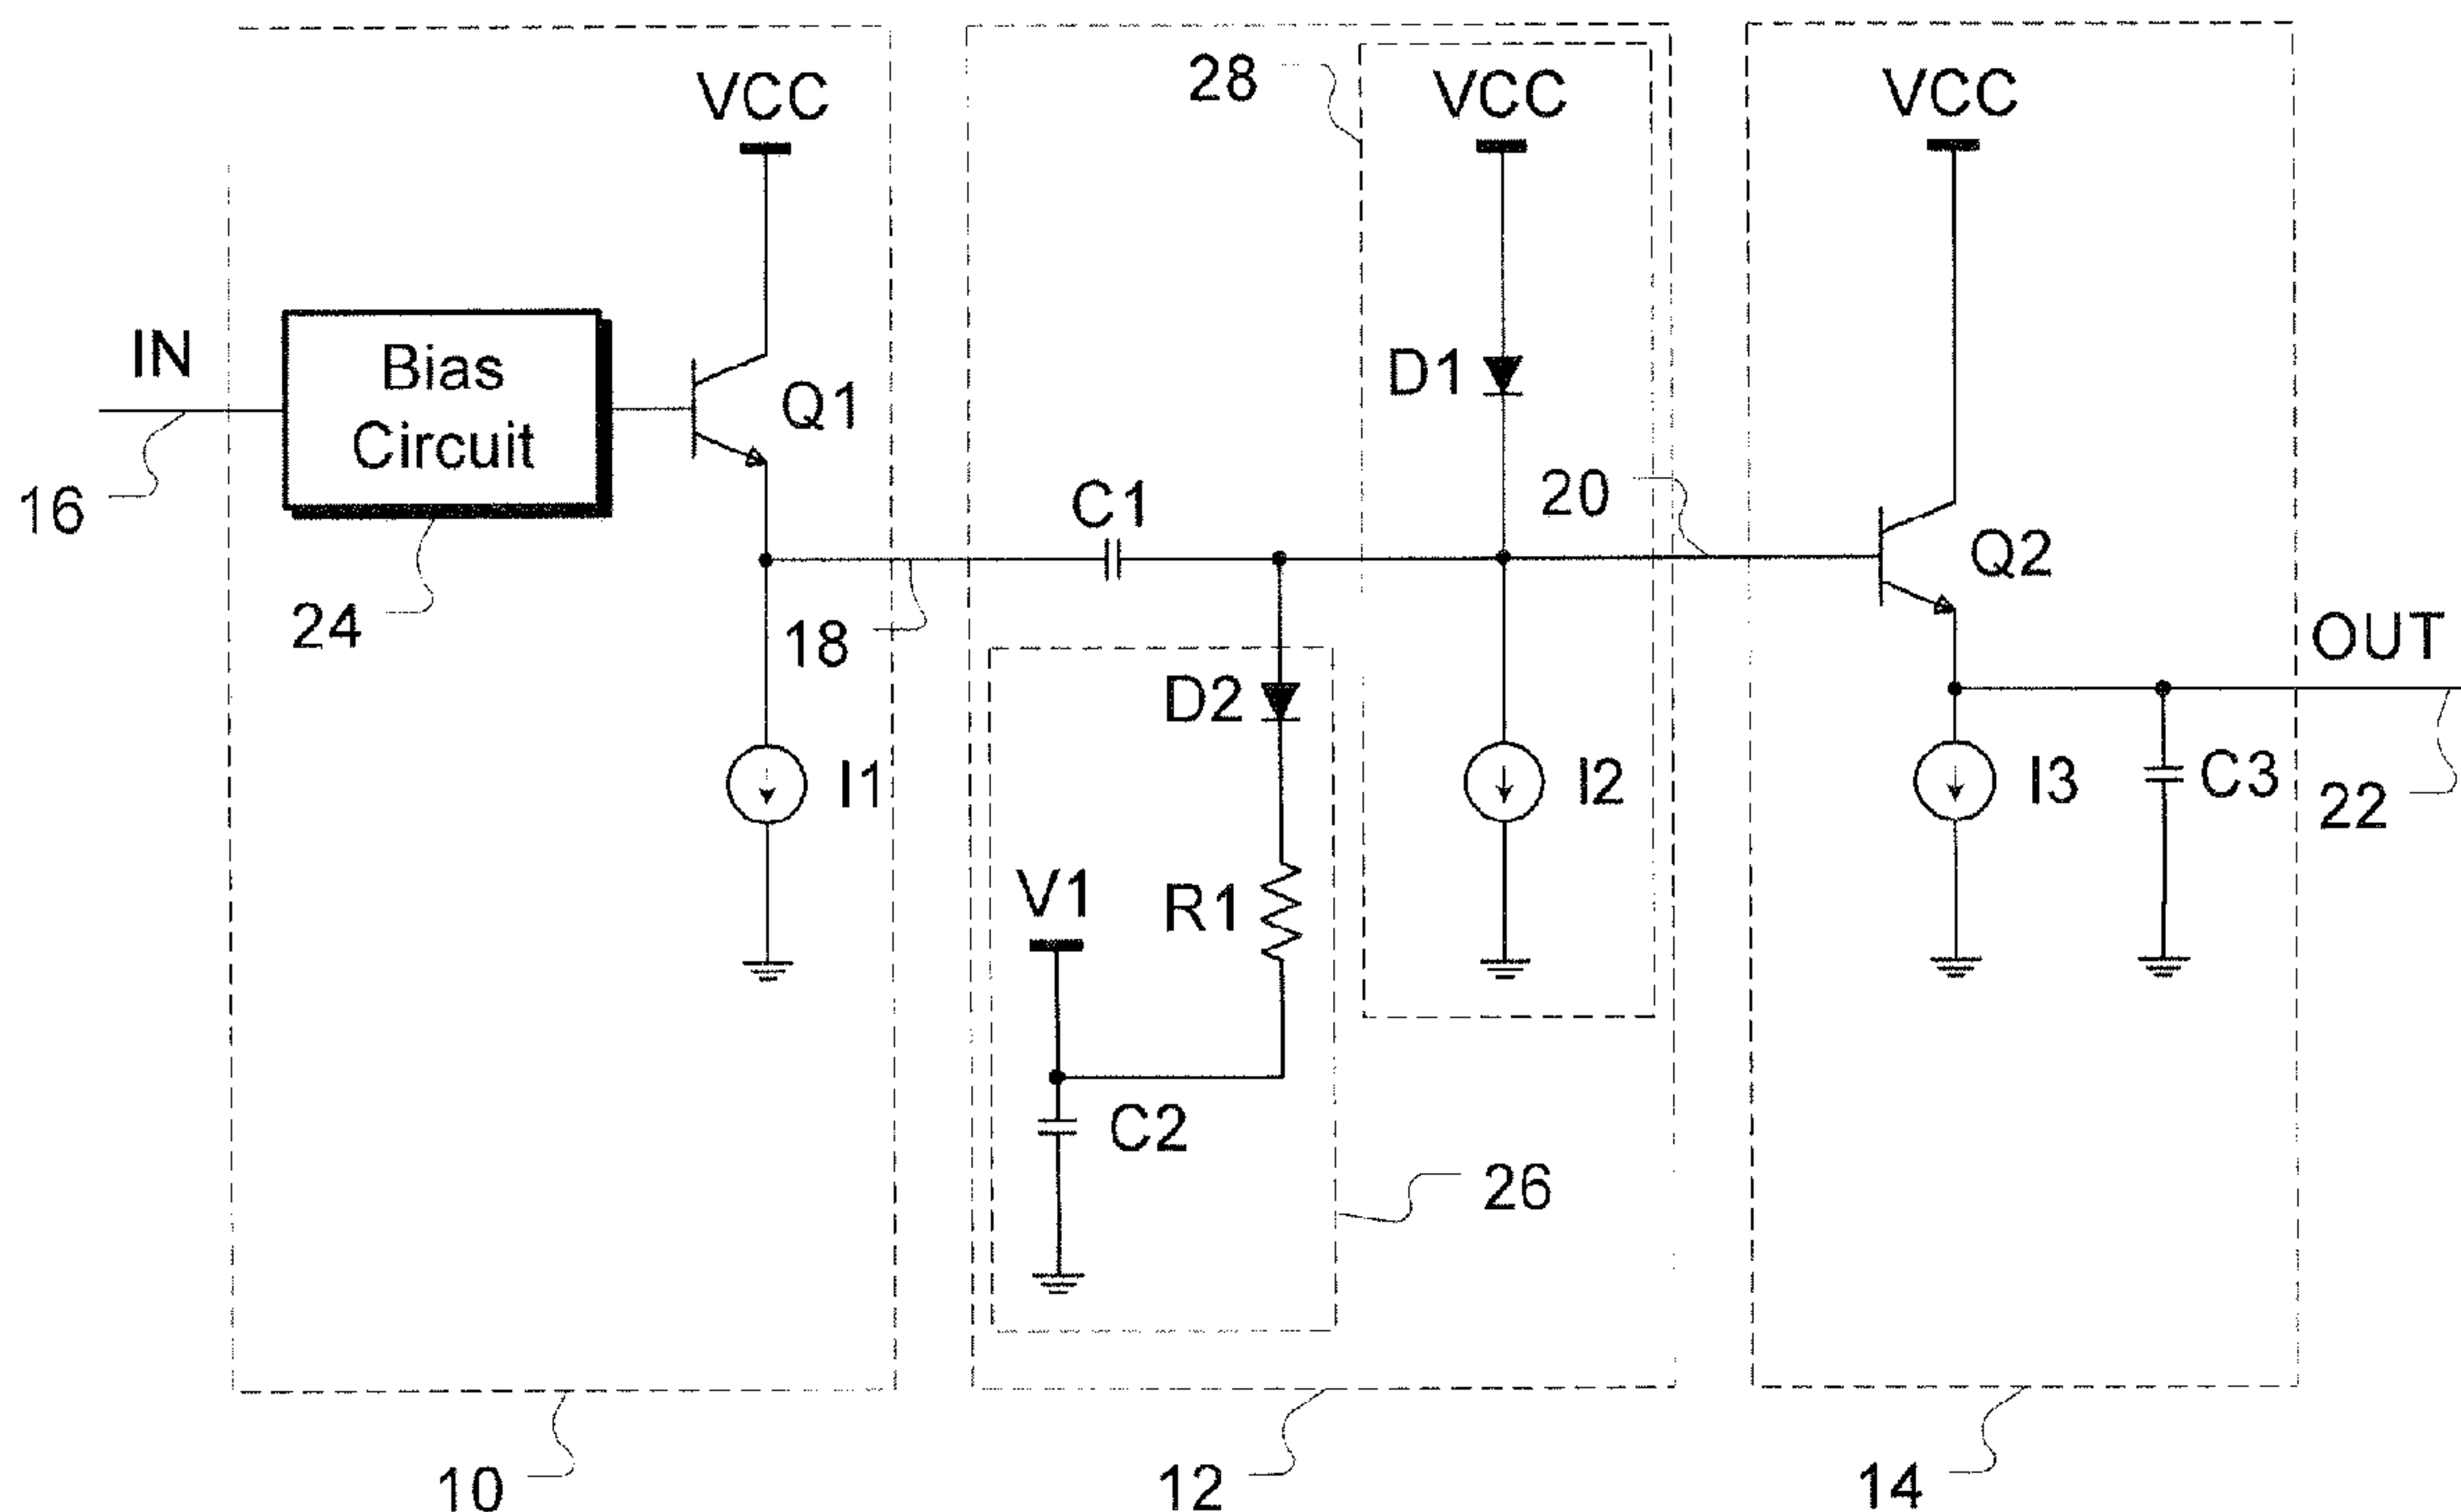 28
VCC
VCC
VCC
IN
Bias
Circuit
Q1
D1
16
C1
20
Q2
24
18
OUT
D2
I1
I2
I3
C3
22
V1
R1
C2
26
10
12
14